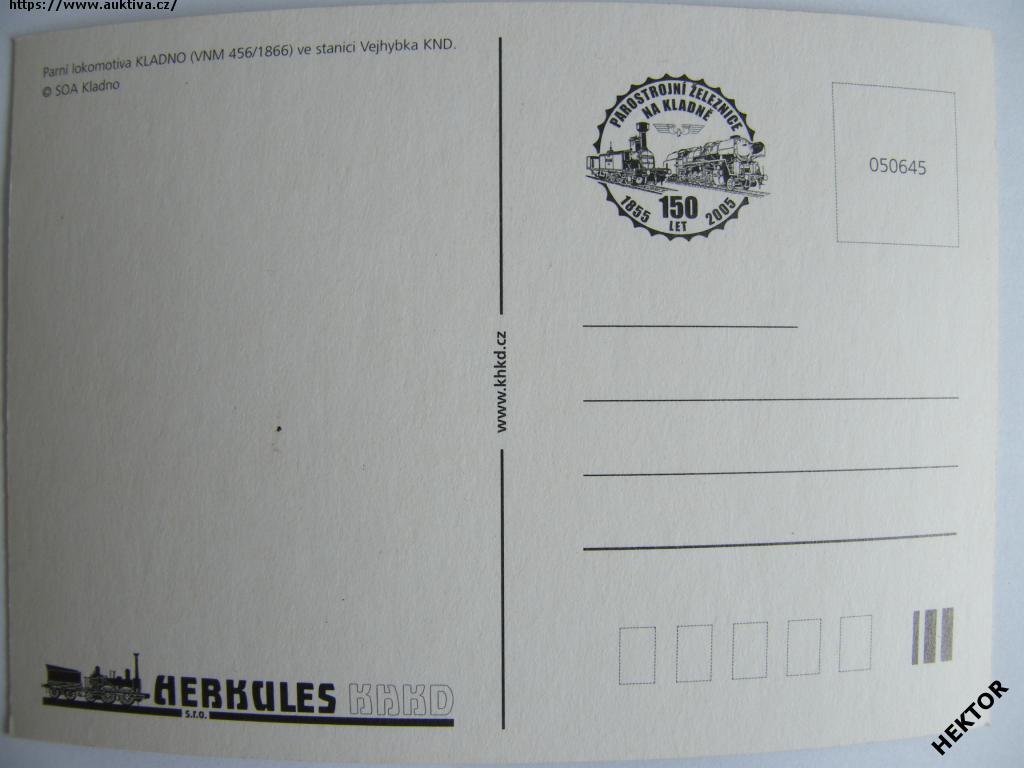 https://www.auktiva.cz/
Parní lokomotiva KLADNO (VNM 456/1866) ve stanici Vejhybka KND.
© SOA Kladno
PAROSTROJNÍ ŽELEZNICE
NA KLADNĚ
1855 150 2005
LET
050645
www.khkd.cz
HERKULES KHKD
s.r.o.
HEKTOR